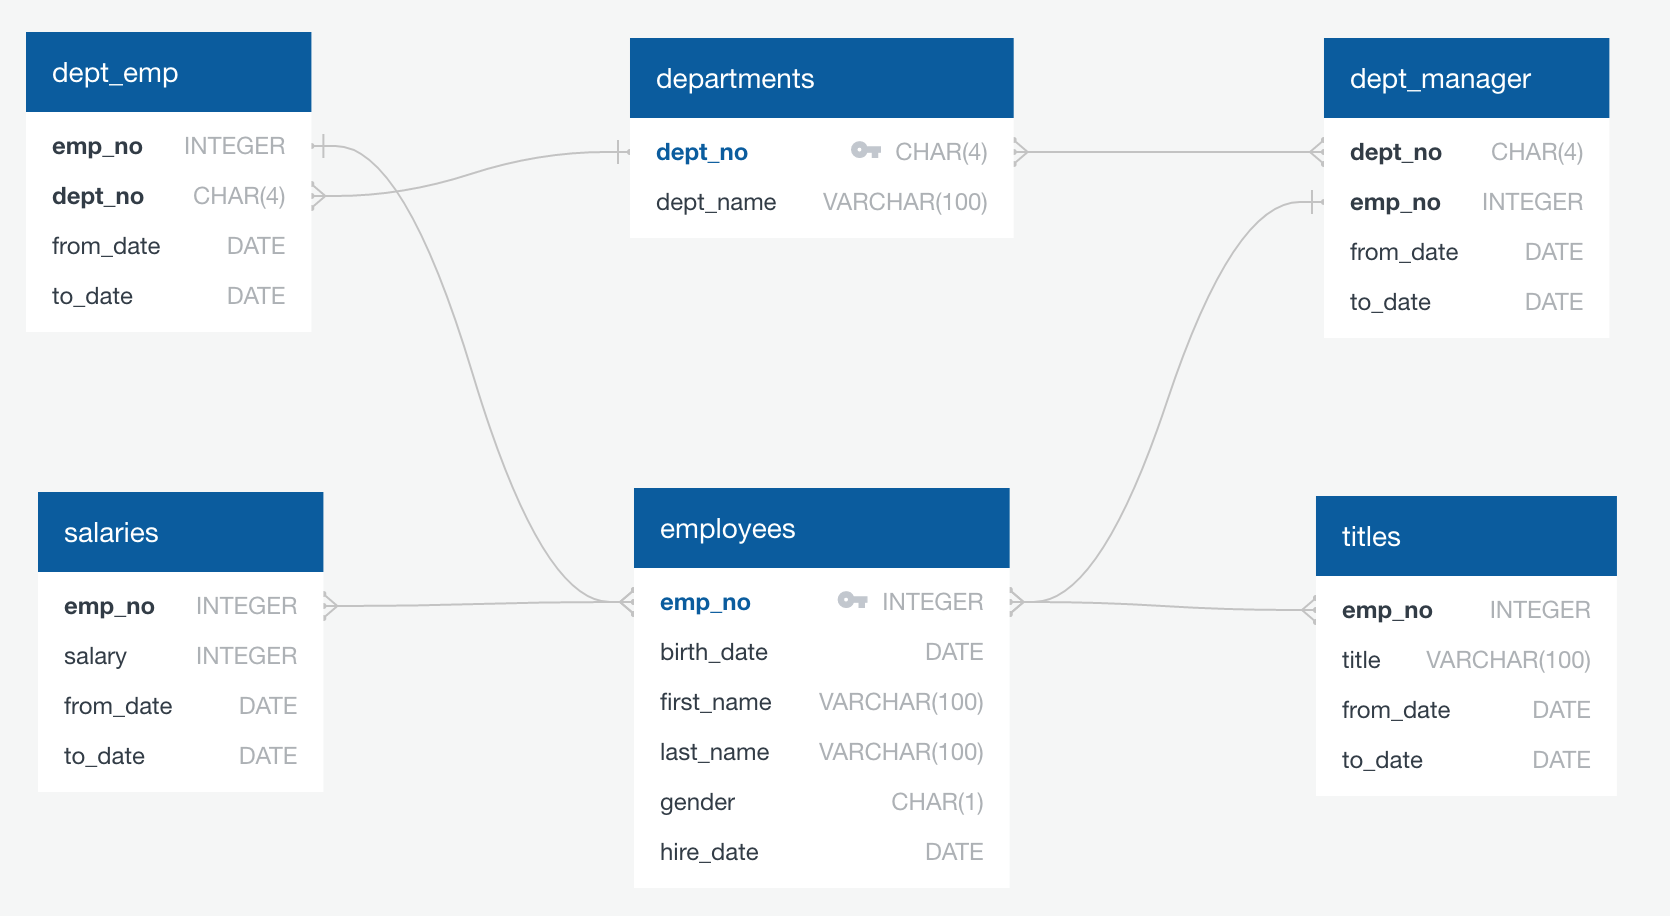 dept_emp
emp_no INTEGER
dept_no CHAR(4)
from_date DATE
to_date DATE
departments
dept_no CHAR(4)
dept_name VARCHAR(100)
dept_manager
dept_no CHAR(4)
emp_no INTEGER
from_date DATE
to_date DATE
salaries
emp_no INTEGER
salary INTEGER
from_date DATE
to_date DATE
employees
emp_no INTEGER
birth_date DATE
first_name VARCHAR(100)
last_name VARCHAR(100)
gender CHAR(1)
hire_date DATE
titles
emp_no INTEGER
title VARCHAR(100)
from_date DATE
to_date DATE